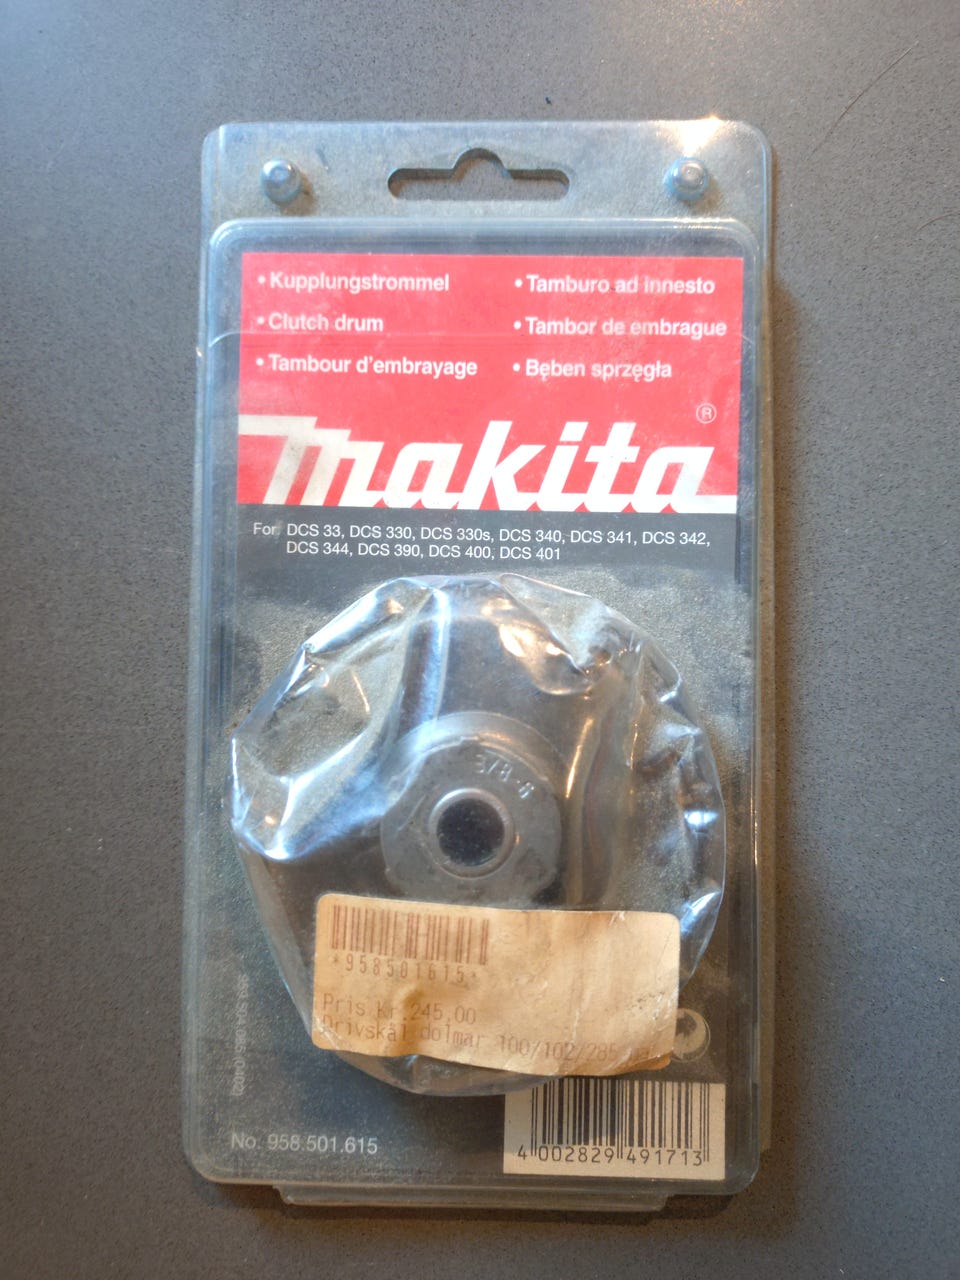 • Kupplungstrommel
• Clutch drum
• Tambour d'embrayage
• Tamburo ad innesto
• Tambor de embrague
• Bęben sprzęgła
makita®
For DCS 33, DCS 330, DCS 330s, DCS 340, DCS 341, DCS 342,
DCS 344, DCS 390, DCS 400, DCS 401
3/8-8
*958501615*
Pris Kr.245,00
Drivskål dolmar 100/102/285
No. 958.501.615
4 002829 491713